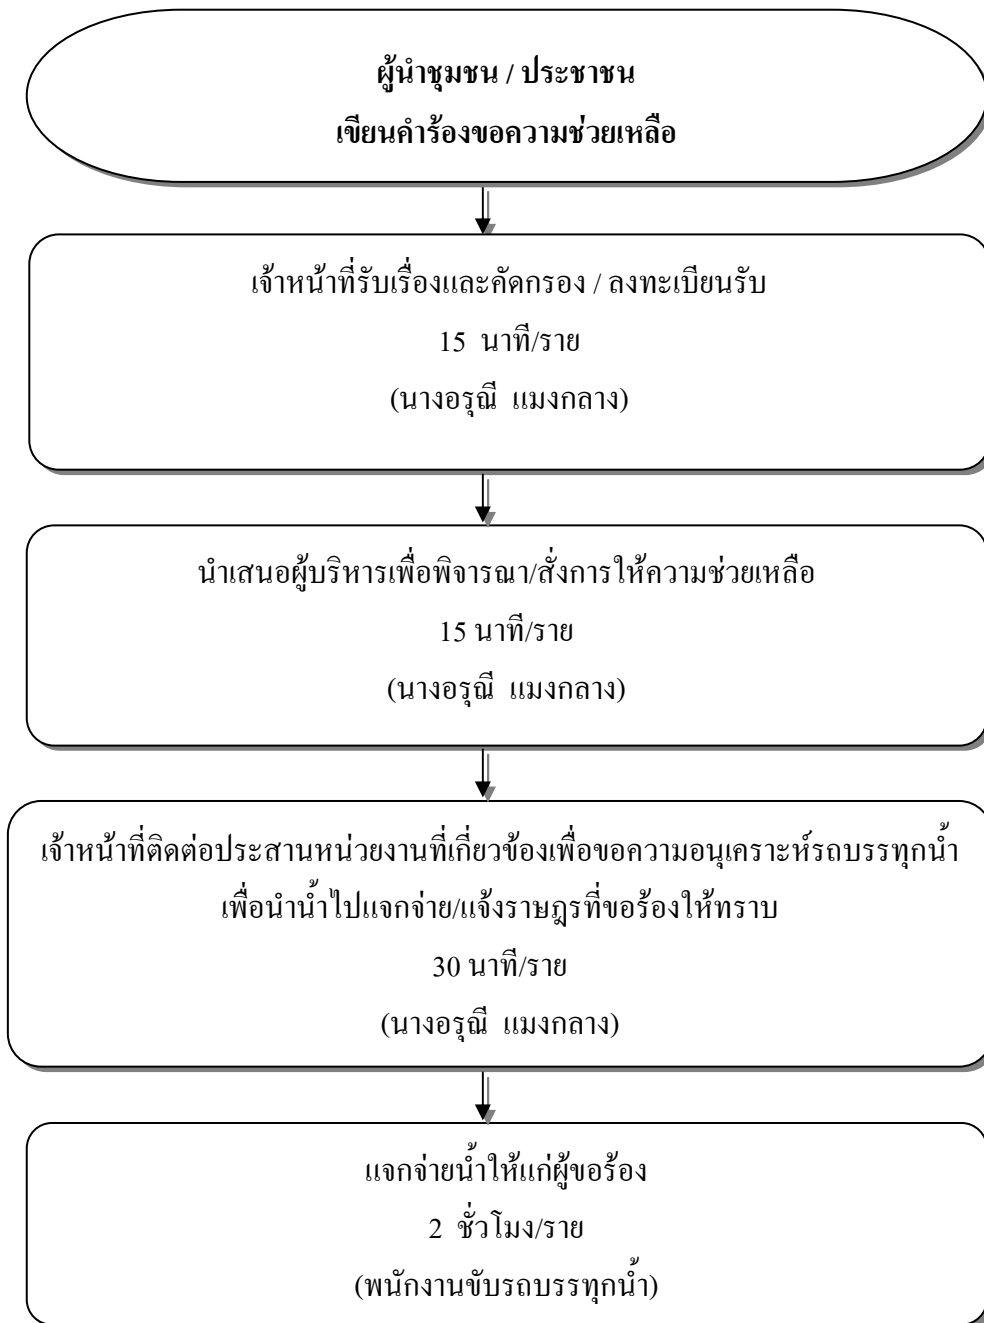 ผู้นำชุมชน / ประชาชน
เขียนคำร้องขอความช่วยเหลือ
เจ้าหน้าที่รับเรื่องและคัดกรอง / ลงทะเบียนรับ
15 นาที/ราย
(นางอรุณี แมงกลาง)
นำเสนอผู้บริหารเพื่อพิจารณา/สั่งการให้ความช่วยเหลือ
15 นาที/ราย
(นางอรุณี แมงกลาง)
เจ้าหน้าที่ติดต่อประสานหน่วยงานที่เกี่ยวข้องเพื่อขอความอนุเคราะห์รถบรรทุกน้ำ
เพื่อนำน้ำไปแจกจ่าย/แจ้งราษฎรที่ขอร้องให้ทราบ
30 นาที/ราย
(นางอรุณี แมงกลาง)
แจกจ่ายน้ำให้แก่ผู้ขอร้อง
2 ชั่วโมง/ราย
(พนักงานขับรถบรรทุกน้ำ)